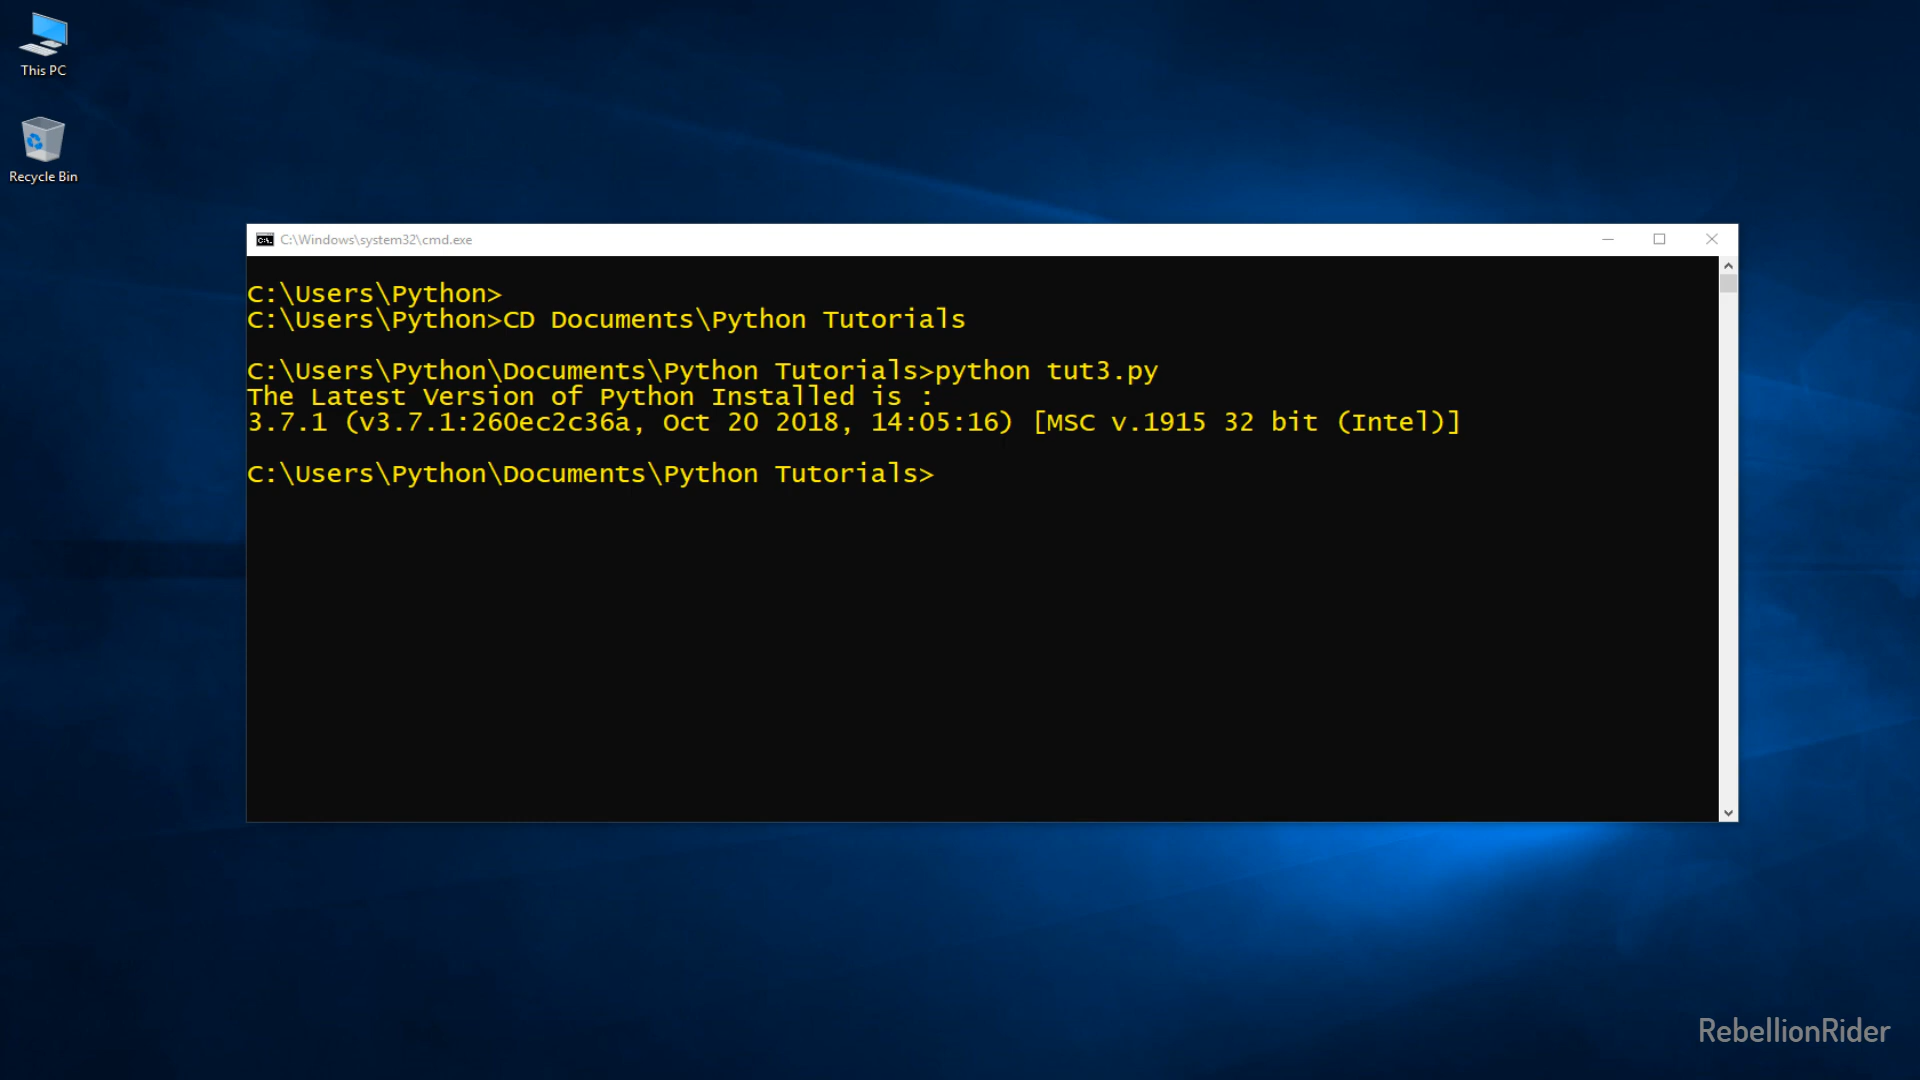 This PC
Recycle Bin
C:\Windows\system32\cmd.exe
C:\Users\Python>
C:\Users\Python>CD Documents\Python Tutorials
C:\Users\Python\Documents\Python Tutorials>python tut3.py
The Latest Version of Python Installed is :
3.7.1 (v3.7.1:260ec2c36a, Oct 20 2018, 14:05:16) [MSC v.1915 32 bit (Intel)]
C:\Users\Python\Documents\Python Tutorials>
RebellionRider